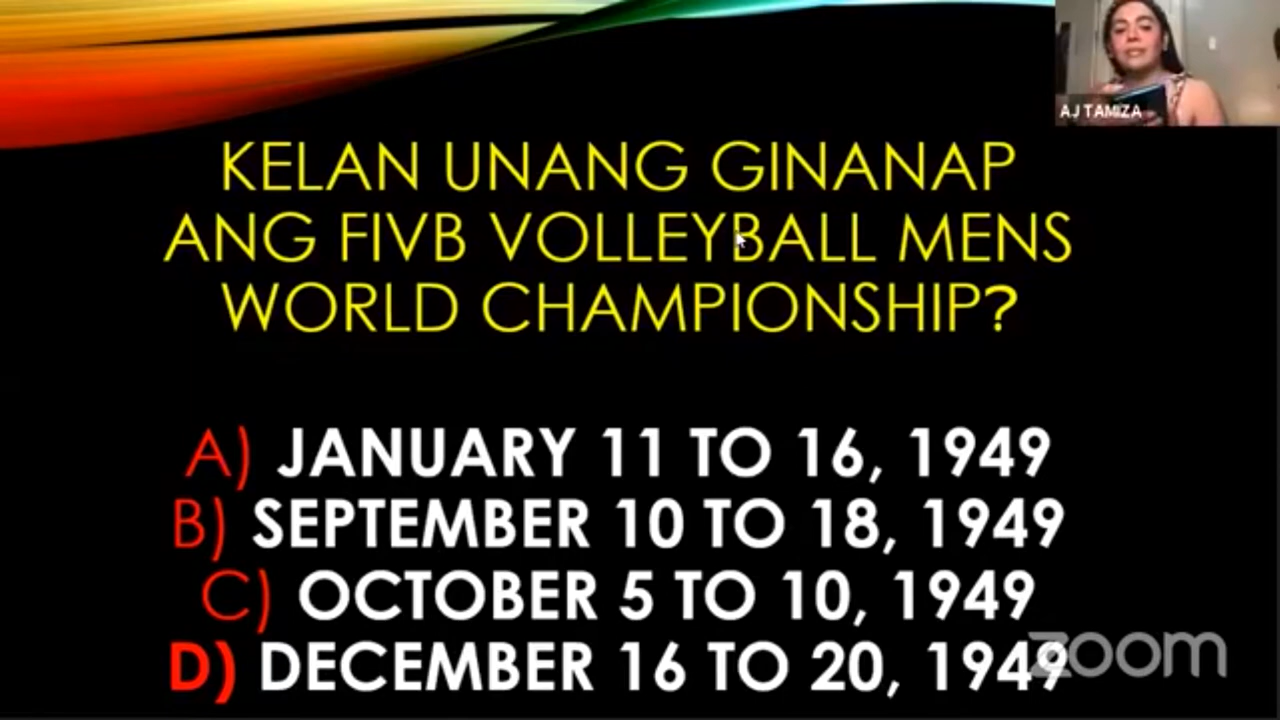 AJ TAMIZA
KELAN UNANG GINANAP
ANG FIVB VOLLEYBALL MENS
WORLD CHAMPIONSHIP?
A) JANUARY 11 TO 16, 1949
B) SEPTEMBER 10 TO 18, 1949
C) OCTOBER 5 TO 10, 1949
D) DECEMBER 16 TO 20, 1949
zoom